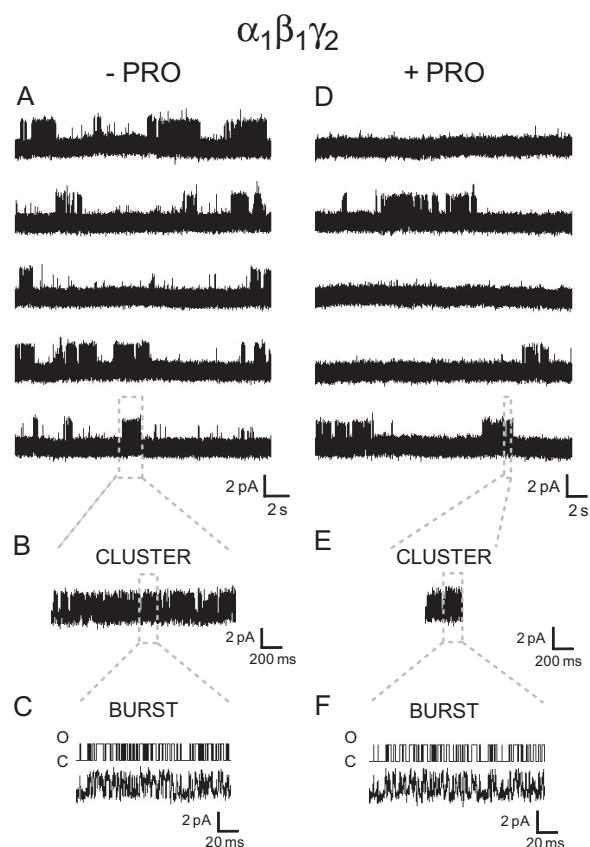 α1β1γ2
- PRO
+ PRO
A
D
2 pA
2 s
2 pA
2 s
B
CLUSTER
2 pA
200 ms
E
CLUSTER
2 pA
200 ms
C
BURST
O
C
2 pA
20 ms
F
BURST
O
C
2 pA
20 ms